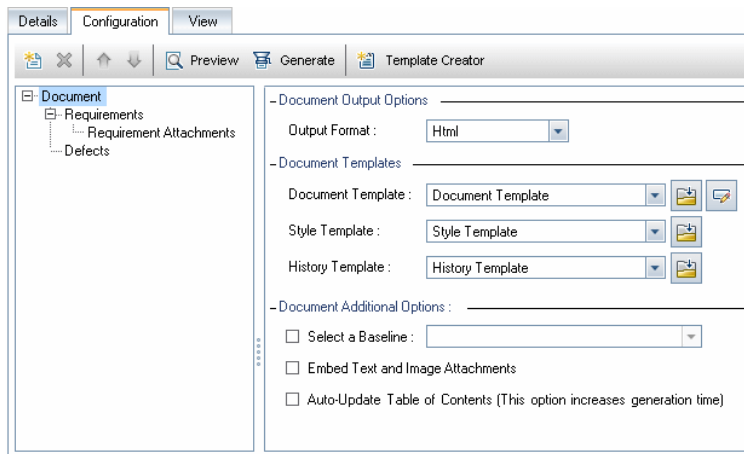 Details Configuration View
Preview Generate Template Creator
Document
Requirements
Requirement Attachments
Defects
Document Output Options
Output Format : Html
Document Templates
Document Template : Document Template
Style Template : Style Template
History Template : History Template
Document Additional Options :
Select a Baseline :
Embed Text and Image Attachments
Auto-Update Table of Contents (This option increases generation time)